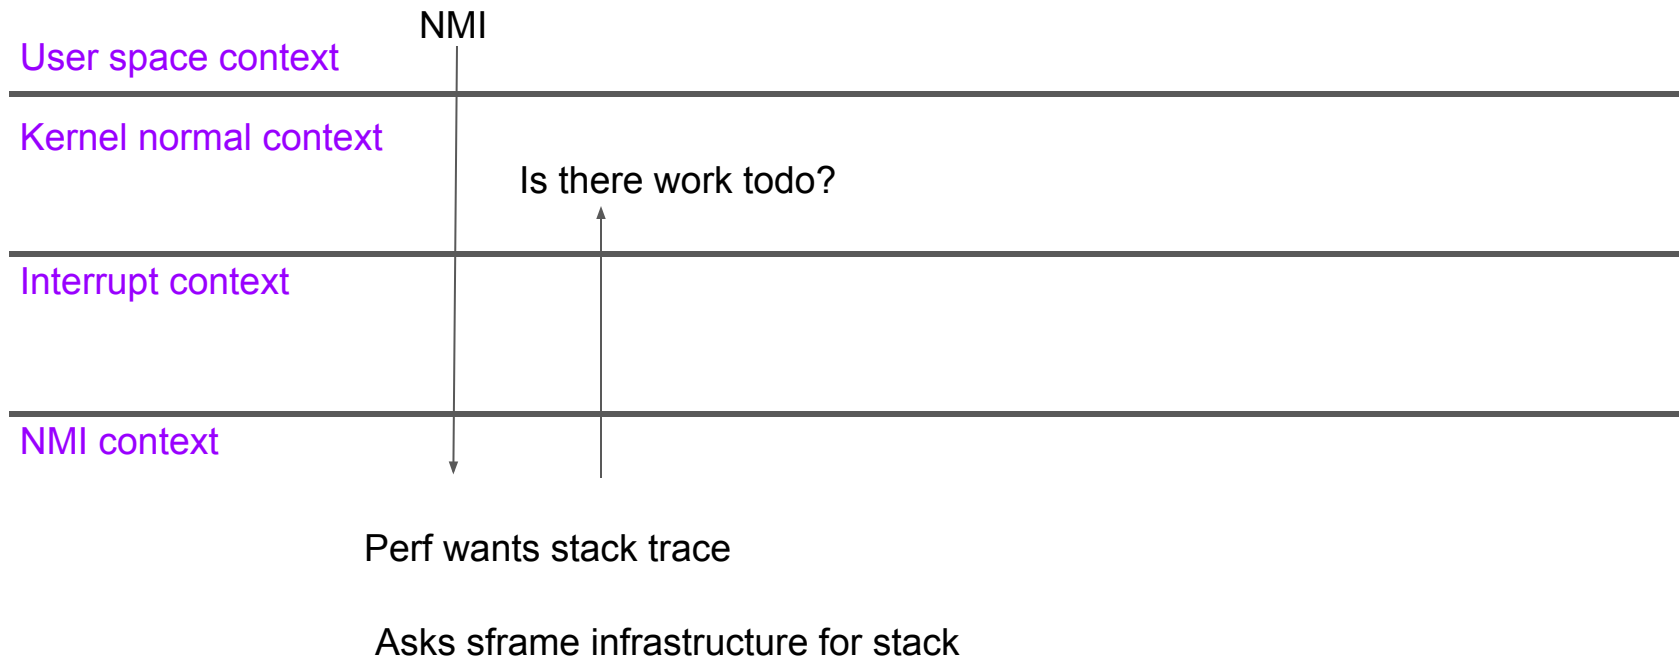 NMI
User space context
Kernel normal context
Is there work todo?
Interrupt context
NMI context
Perf wants stack trace
Asks sframe infrastructure for stack